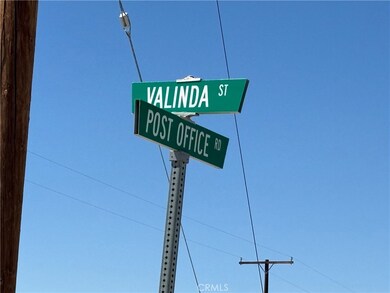 VALINDA ST
POST OFFICE RD
CRMLS